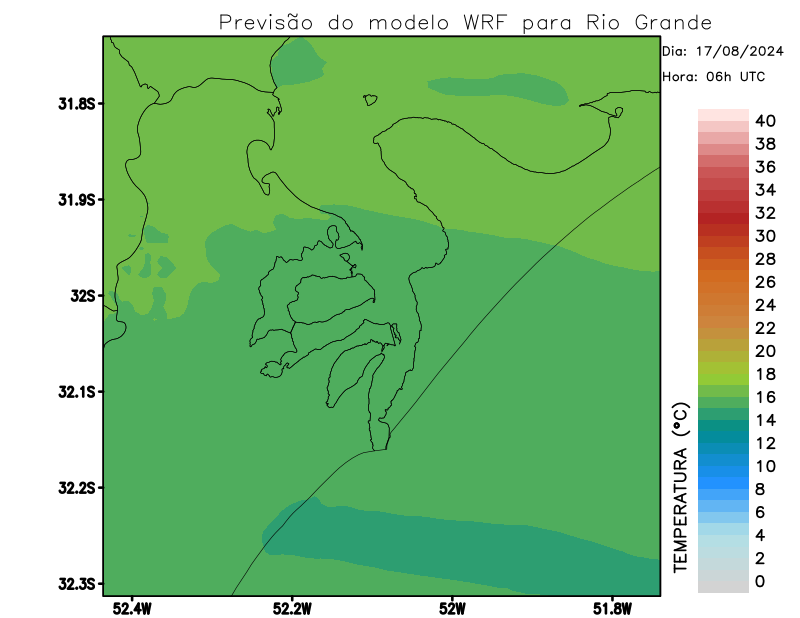 Previsão do modelo WRF para Rio Grande
Dia: 17/08/2024
Hora: 06h UTC
31.8S
31.9S
32S
32.1S
32.2S
32.3S
52.4W
52.2W
52W
51.8W
TEMPERATURA (°C)
40
38
36
34
32
30
28
26
24
22
20
18
16
14
12
10
8
6
4
2
0